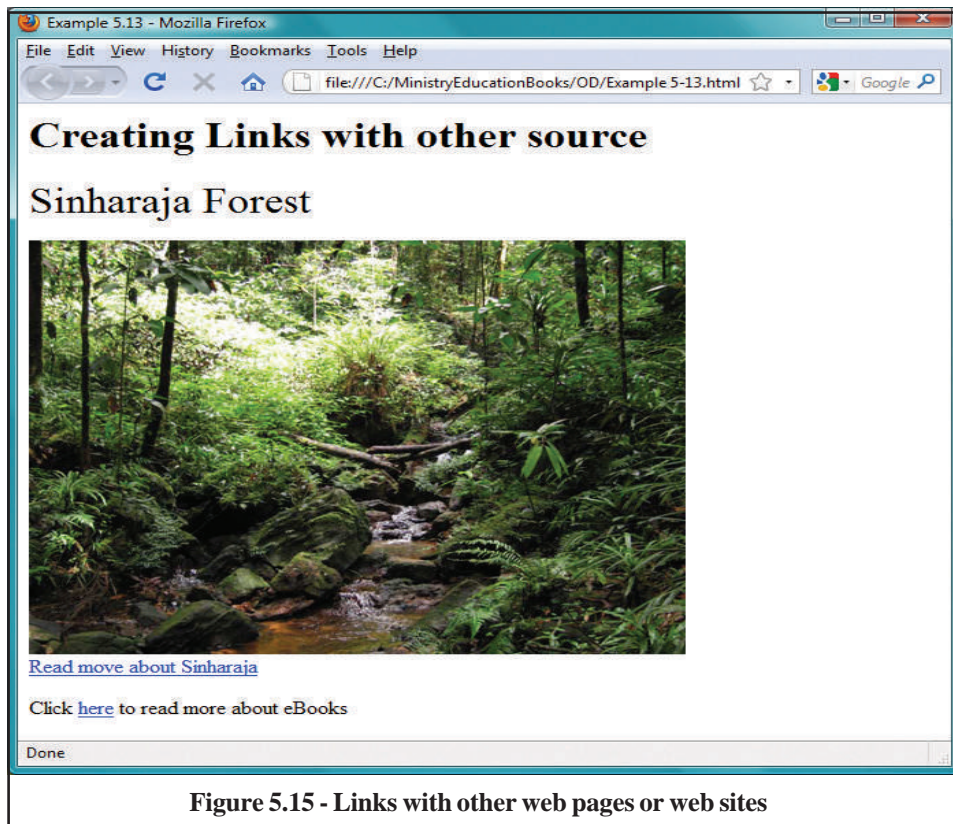 Example 5.13 - Mozilla Firefox
File Edit View History Bookmarks Tools Help
file:///C:/MinistryEducationBooks/OD/Example 5-13.html
Google
Creating Links with other source
Sinharaja Forest
Read move about Sinharaja
Click here to read more about eBooks
Done
Figure 5.15 - Links with other web pages or web sites